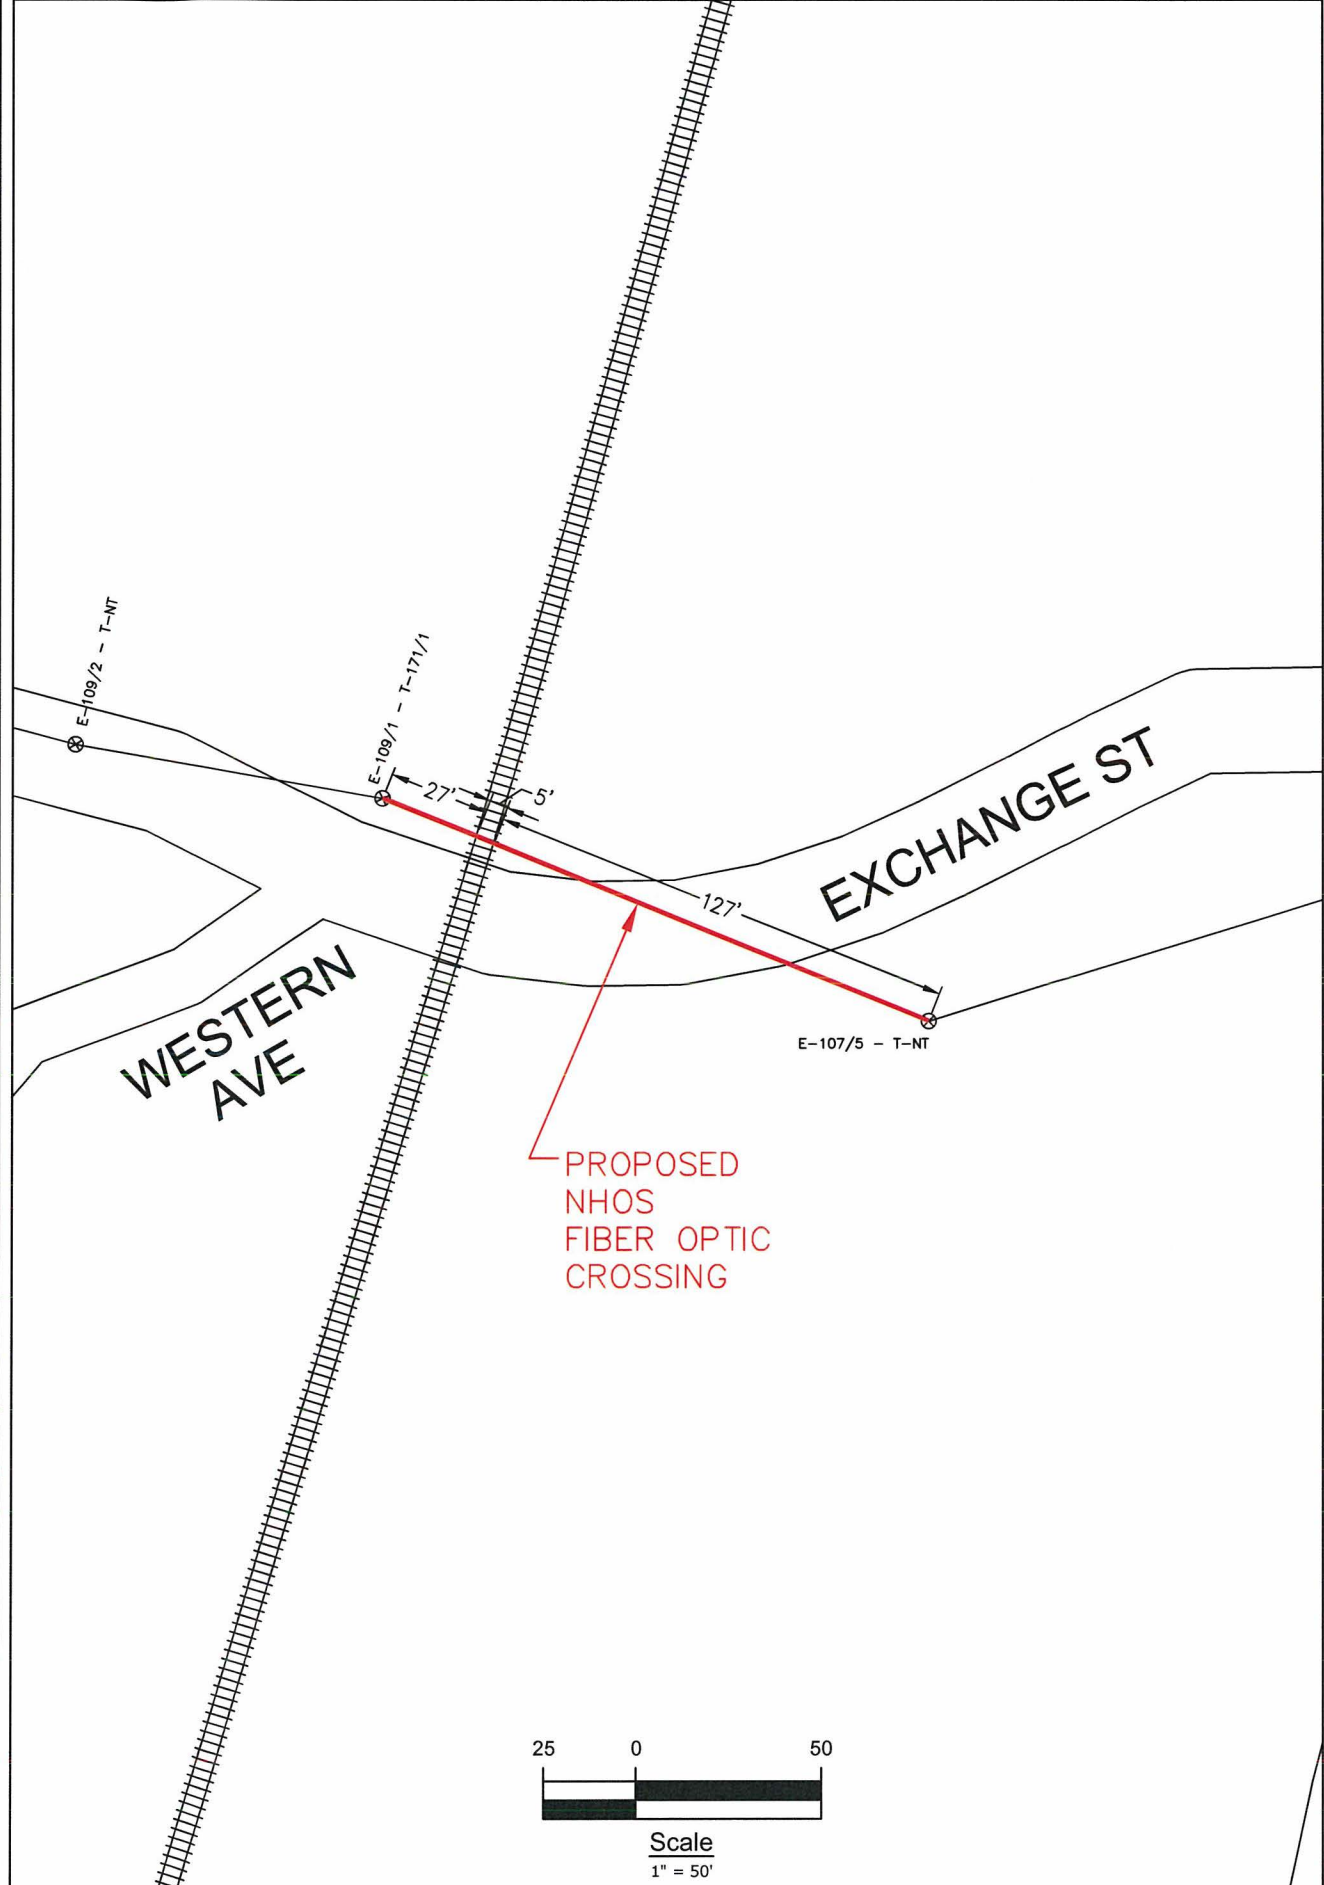 E-109/2 - T-NT
E-109/1 - T-171/1
27'
5'
127'
EXCHANGE ST
WESTERN
AVE
E-107/5 - T-NT
PROPOSED
NHOS
FIBER OPTIC
CROSSING
25 0 50
Scale
1" = 50'